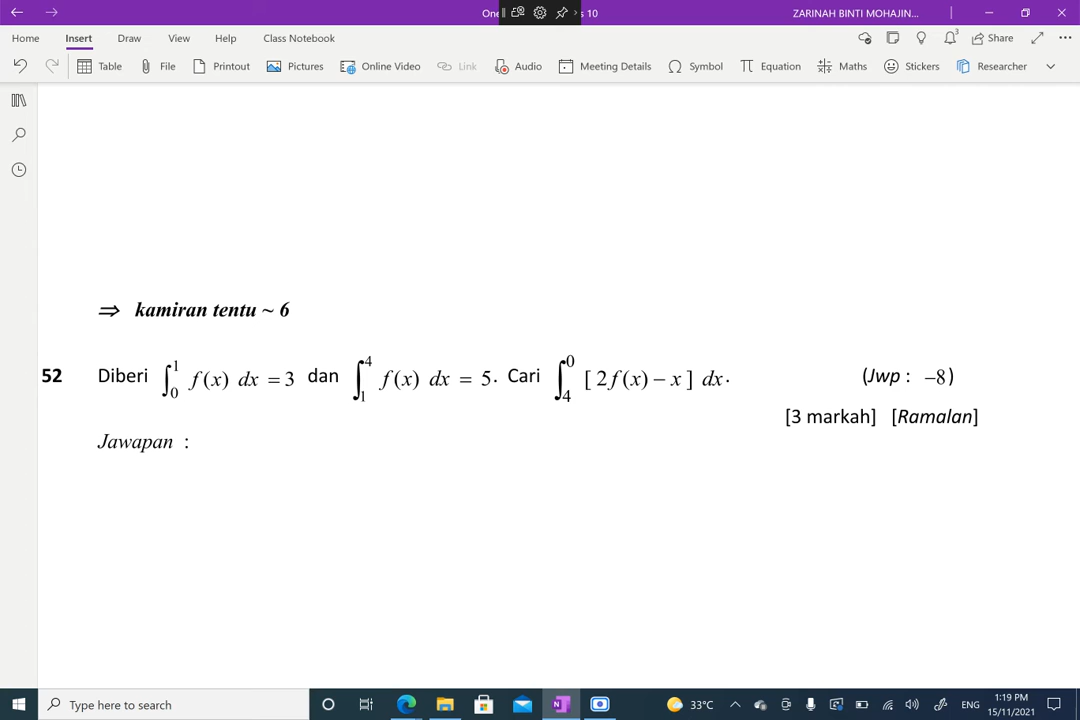 One
s 10
ZARINAH BINTI MOHAJIN...
Home Insert Draw View Help Class Notebook Share
Table File Printout Pictures Online Video Link Audio Meeting Details Symbol Equation Maths Stickers Researcher
⇒ kamiran tentu ~ 6
52 Diberi ∫₀¹ f(x) dx = 3 dan ∫₁⁴ f(x) dx = 5. Cari ∫₄⁰ [ 2f(x) – x ] dx. (Jwp : –8)
[3 markah] [Ramalan]
Jawapan :
Type here to search
33°C
ENG
1:19 PM
15/11/2021